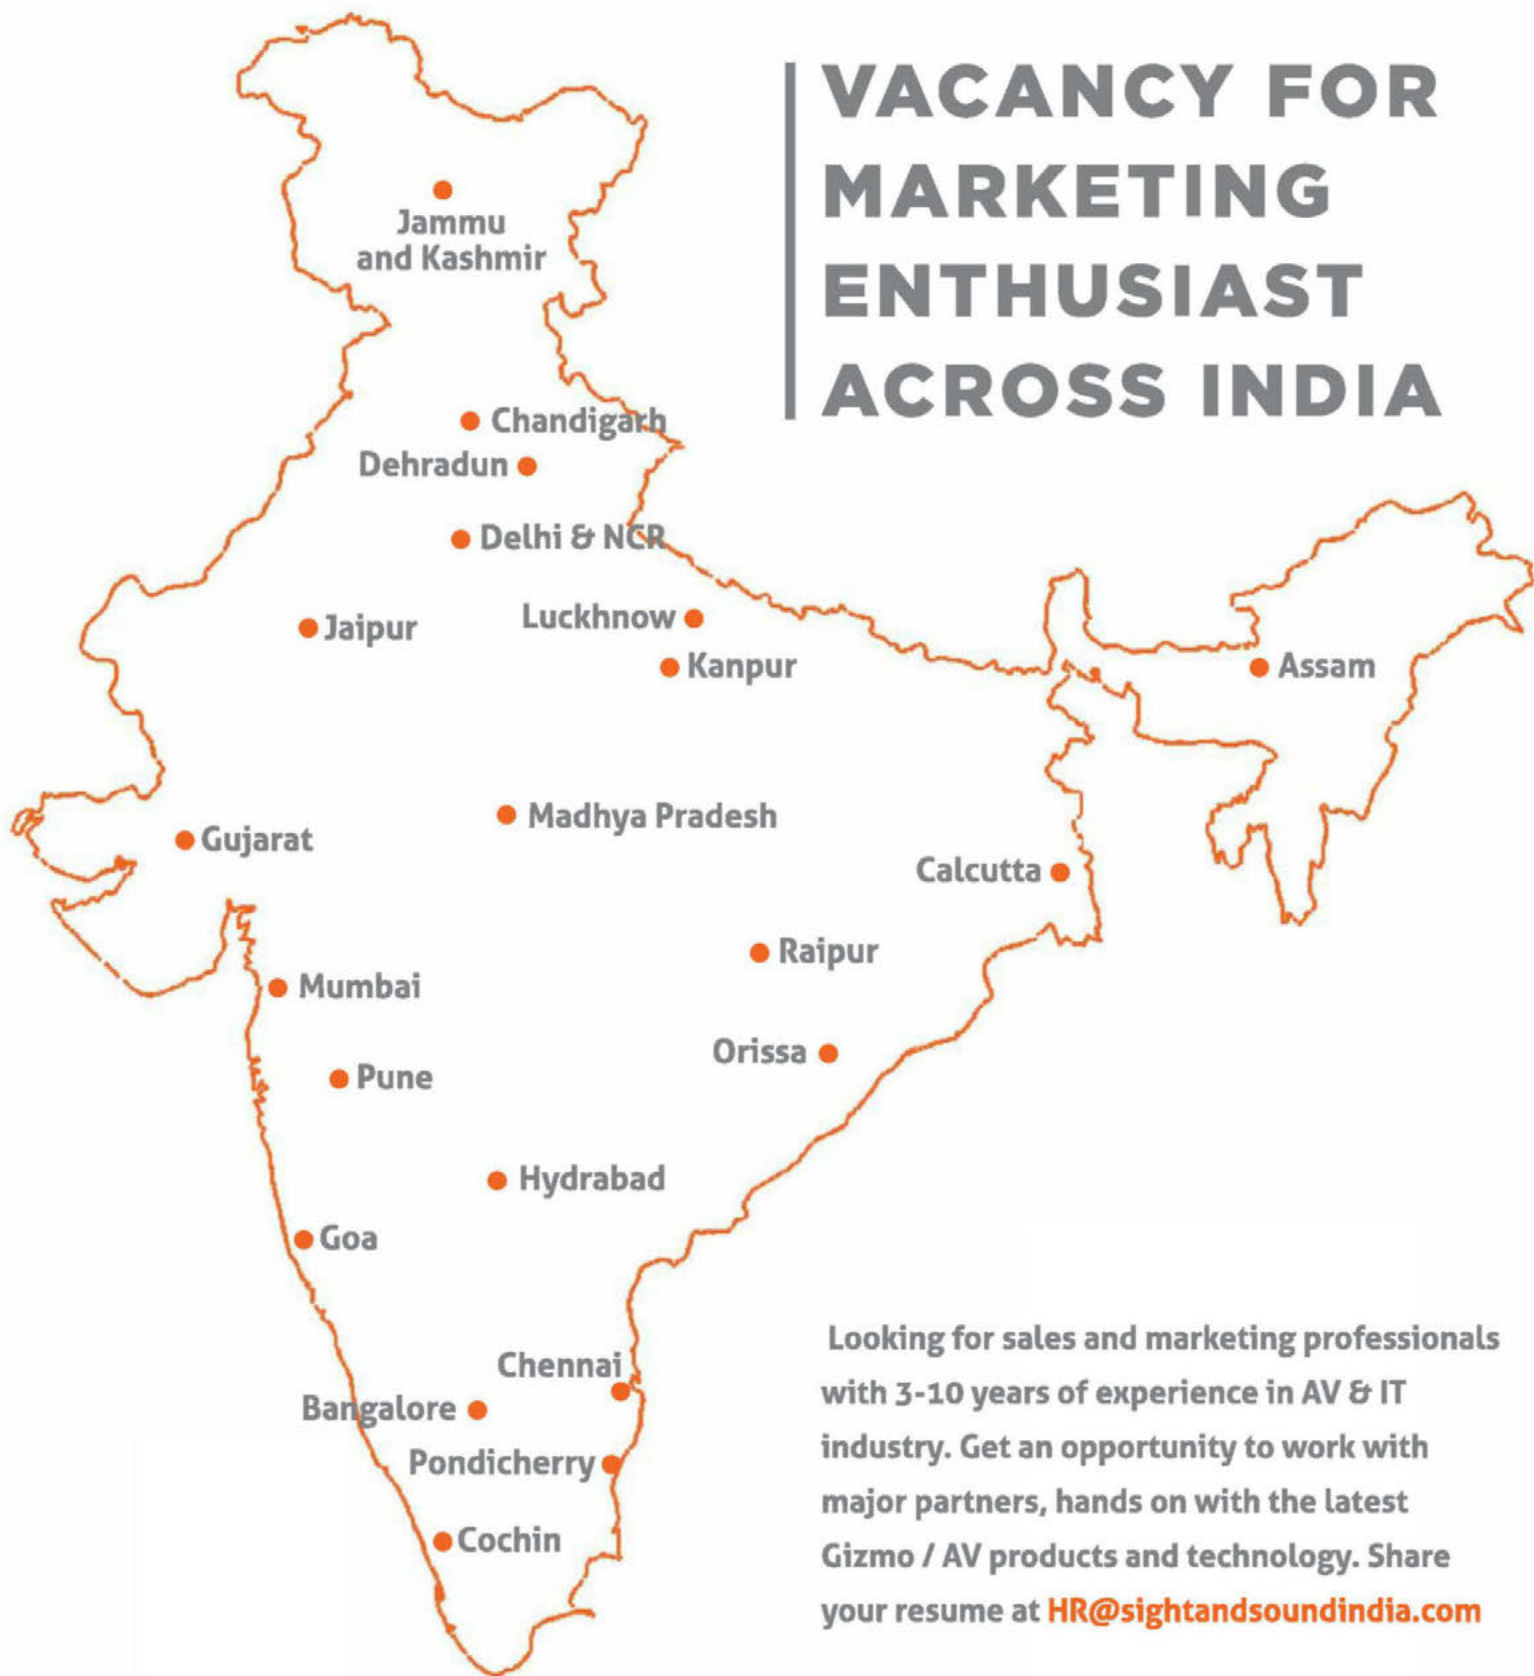 VACANCY FOR
MARKETING
ENTHUSIAST
ACROSS INDIA
Jammu
and Kashmir
Chandigarh
Dehradun
Delhi & NCR
Luckhnow
Jaipur
Kanpur
Assam
Madhya Pradesh
Gujarat
Calcutta
Raipur
Mumbai
Orissa
Pune
Hydrabad
Goa
Chennai
Bangalore
Pondicherry
Cochin
Looking for sales and marketing professionals
with 3-10 years of experience in AV & IT
industry. Get an opportunity to work with
major partners, hands on with the latest
Gizmo / AV products and technology. Share
your resume at HR@sightandsoundindia.com